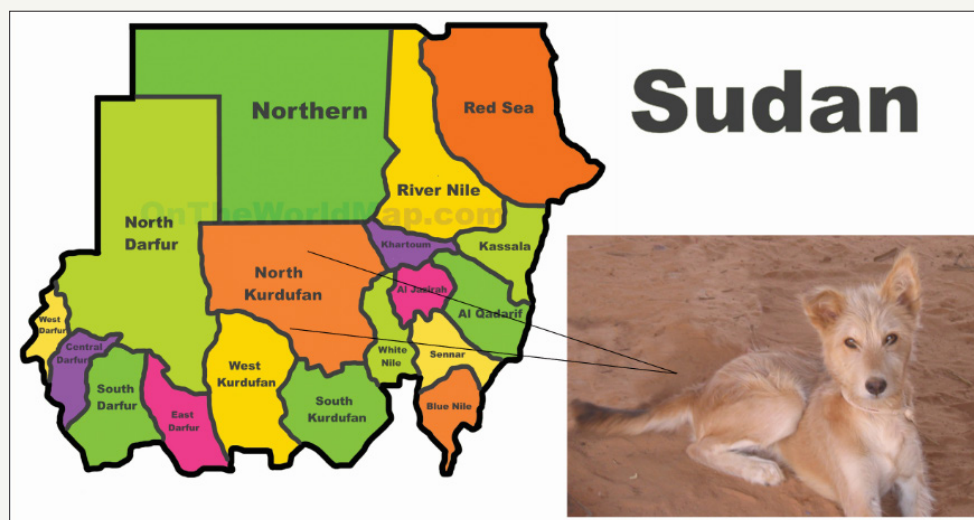 Sudan
Northern
Red Sea
River Nile
OnTheWorldMap.com
North
Darfur
Khartoum
Kassala
North
Kurdufan
Al Jazirah
Al Qadarif
West
Darfur
Central
Darfur
White
Nile
Sennar
West
Kurdufan
South
Darfur
South
Kurdufan
East
Darfur
Blue Nile